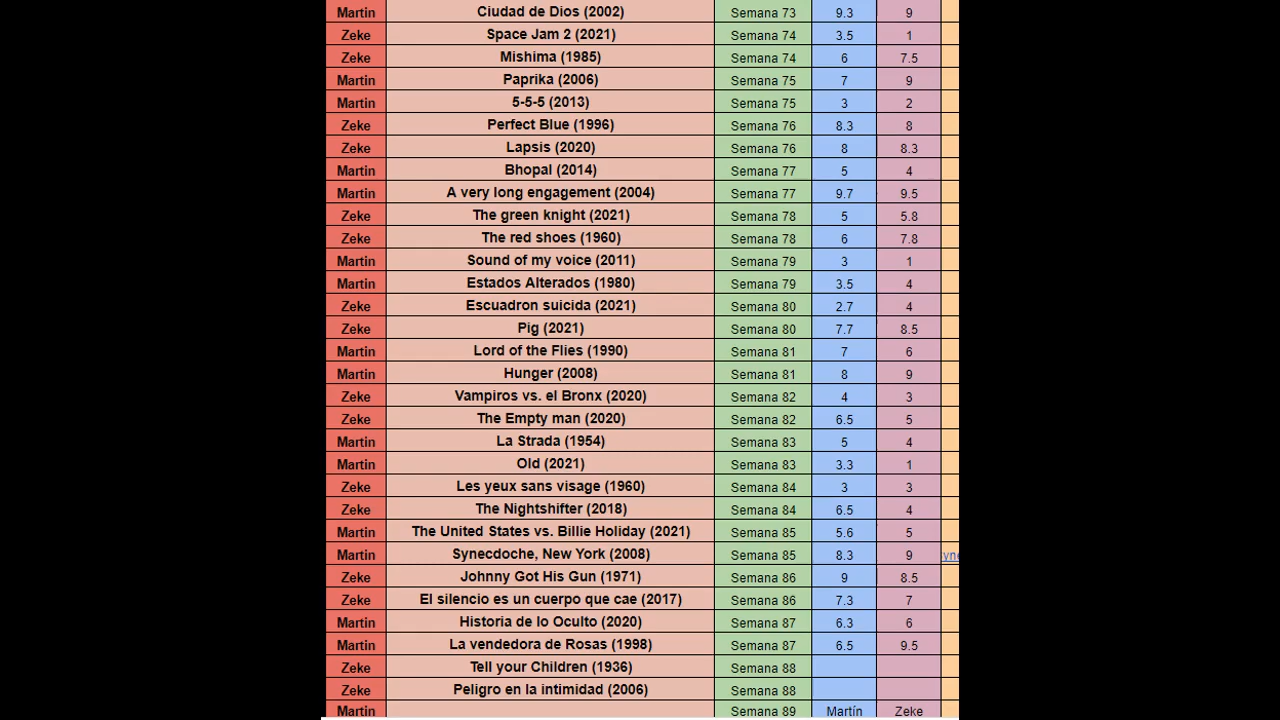 Martin Ciudad de Dios (2002) Semana 73 9.3 9
Zeke Space Jam 2 (2021) Semana 74 3.5 1
Zeke Mishima (1985) Semana 74 6 7.5
Martin Paprika (2006) Semana 75 7 9
Martin 5-5-5 (2013) Semana 75 3 2
Zeke Perfect Blue (1996) Semana 76 8.3 8
Zeke Lapsis (2020) Semana 76 8 8.3
Martin Bhopal (2014) Semana 77 5 4
Martin A very long engagement (2004) Semana 77 9.7 9.5
Zeke The green knight (2021) Semana 78 5 5.8
Zeke The red shoes (1960) Semana 78 6 7.8
Martin Sound of my voice (2011) Semana 79 3 1
Martin Estados Alterados (1980) Semana 79 3.5 4
Zeke Escuadron suicida (2021) Semana 80 2.7 4
Zeke Pig (2021) Semana 80 7.7 8.5
Martin Lord of the Flies (1990) Semana 81 7 6
Martin Hunger (2008) Semana 81 8 9
Zeke Vampiros vs. el Bronx (2020) Semana 82 4 3
Zeke The Empty man (2020) Semana 82 6.5 5
Martin La Strada (1954) Semana 83 5 4
Martin Old (2021) Semana 83 3.3 1
Zeke Les yeux sans visage (1960) Semana 84 3 3
Zeke The Nightshifter (2018) Semana 84 6.5 4
Martin The United States vs. Billie Holiday (2021) Semana 85 5.6 5
Martin Synecdoche, New York (2008) Semana 85 8.3 9
Zeke Johnny Got His Gun (1971) Semana 86 9 8.5
Zeke El silencio es un cuerpo que cae (2017) Semana 86 7.3 7
Martin Historia de lo Oculto (2020) Semana 87 6.3 6
Martin La vendedora de Rosas (1998) Semana 87 6.5 9.5
Zeke Tell your Children (1936) Semana 88
Zeke Peligro en la intimidad (2006) Semana 88
Martin Semana 89 Martín Zeke